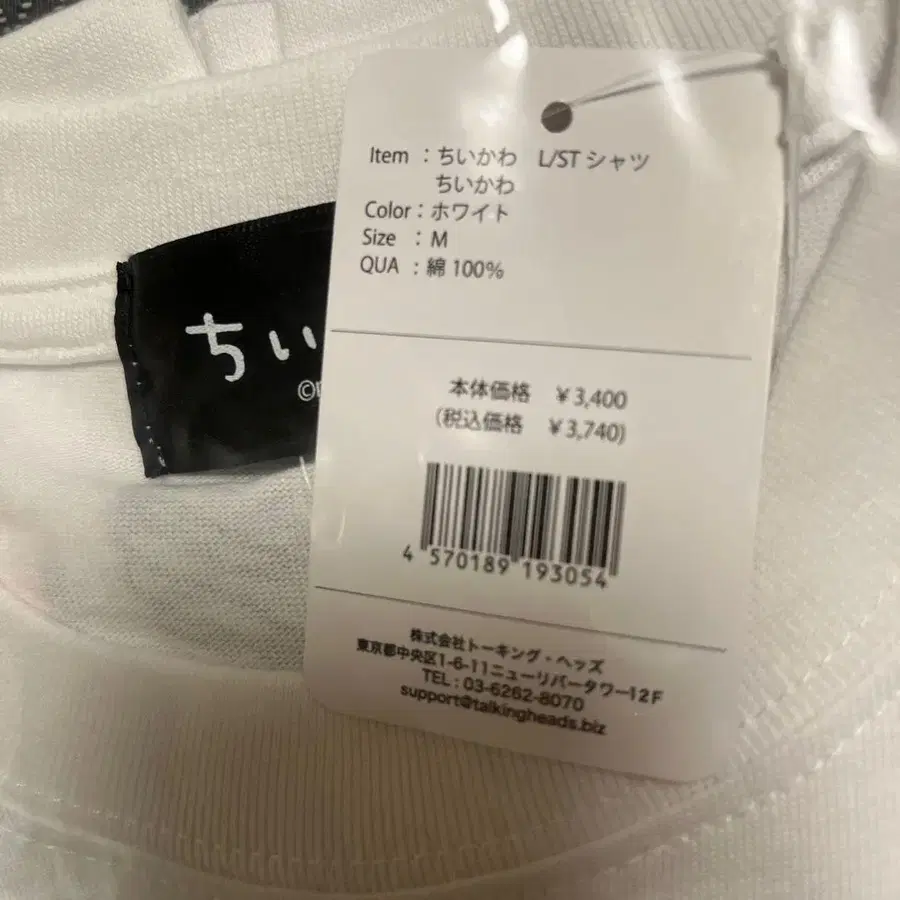 Item : ちいかわ L/ST シャツ
ちいかわ
Color : ホワイト
Size : M
QUA : 綿 100%
ちい
©
本体価格 ¥3,400
(税込価格 ¥3,740)
4 570189 193054
株式会社トーキング・ヘッズ
東京都中央区1-6-11ニューリバータワー12F
TEL : 03-6262-8070
support@talkingheads.biz